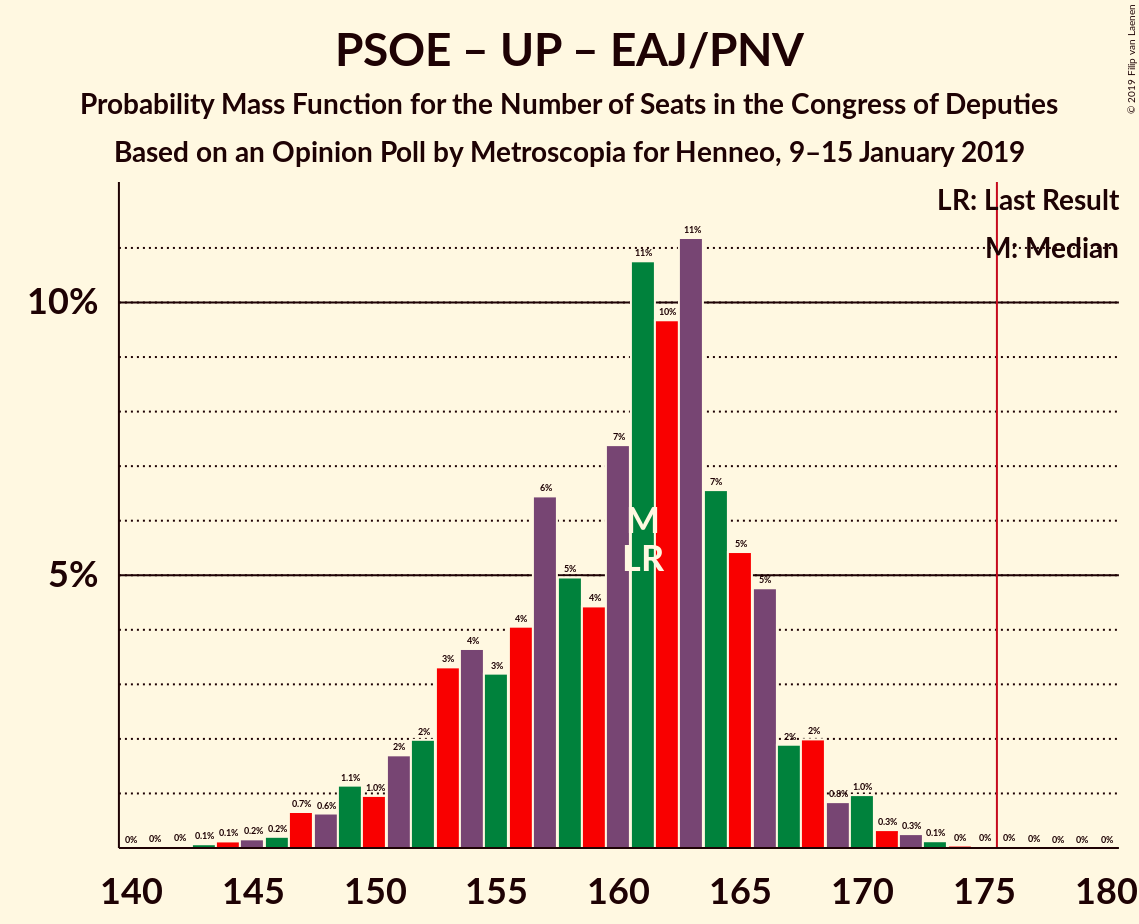 PSOE – UP – EAJ/PNV
Probability Mass Function for the Number of Seats in the Congress of Deputies
Based on an Opinion Poll by Metroscopia for Henneo, 9–15 January 2019
© 2019 Filip van Laenen
LR: Last Result
M: Median
10%
5%
0% 0% 0% 0.1% 0.1% 0.2% 0.2% 0.7% 0.6% 1.1% 1.0% 2% 2% 3% 4% 3% 4% 6% 5% 4% 7% 11% 10% 11% 7% 5% 5% 2% 2% 0.8% 1.0% 0.3% 0.3% 0.1% 0% 0% 0% 0% 0% 0% 0%
M
LR
140 145 150 155 160 165 170 175 180